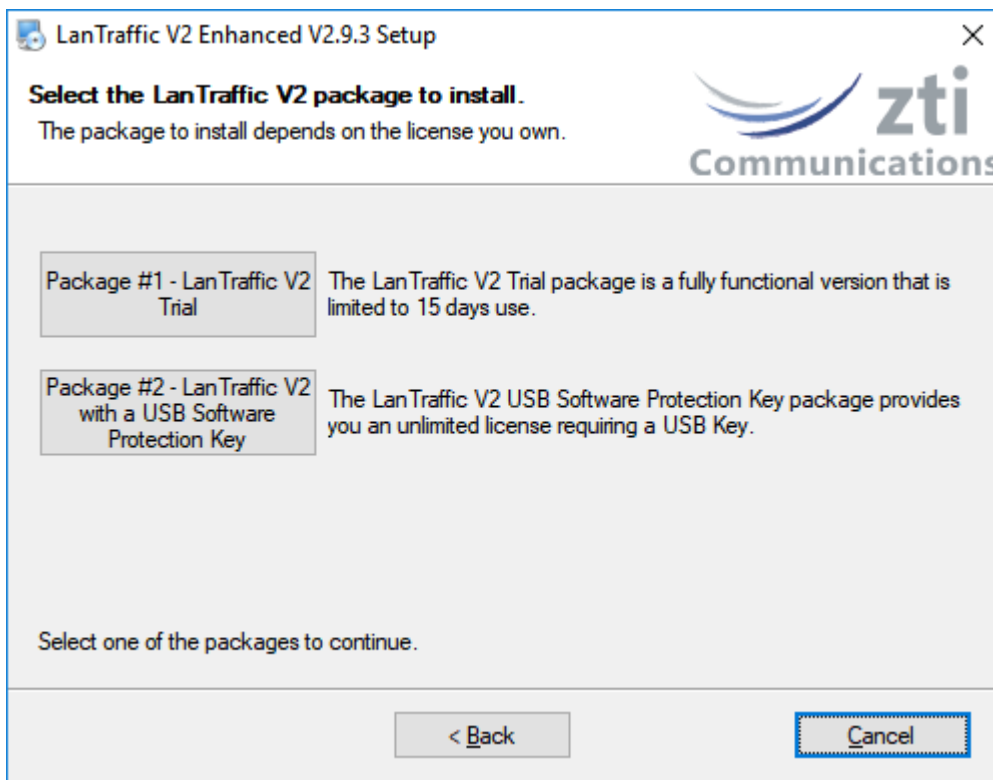 LanTraffic V2 Enhanced V2.9.3 Setup
Select the LanTraffic V2 package to install.
The package to install depends on the license you own.
zti
Communications
Package #1 - LanTraffic V2
Trial
The LanTraffic V2 Trial package is a fully functional version that is
limited to 15 days use.
Package #2 - LanTraffic V2
with a USB Software
Protection Key
The LanTraffic V2 USB Software Protection Key package provides
you an unlimited license requiring a USB Key.
Select one of the packages to continue.
< Back
Cancel